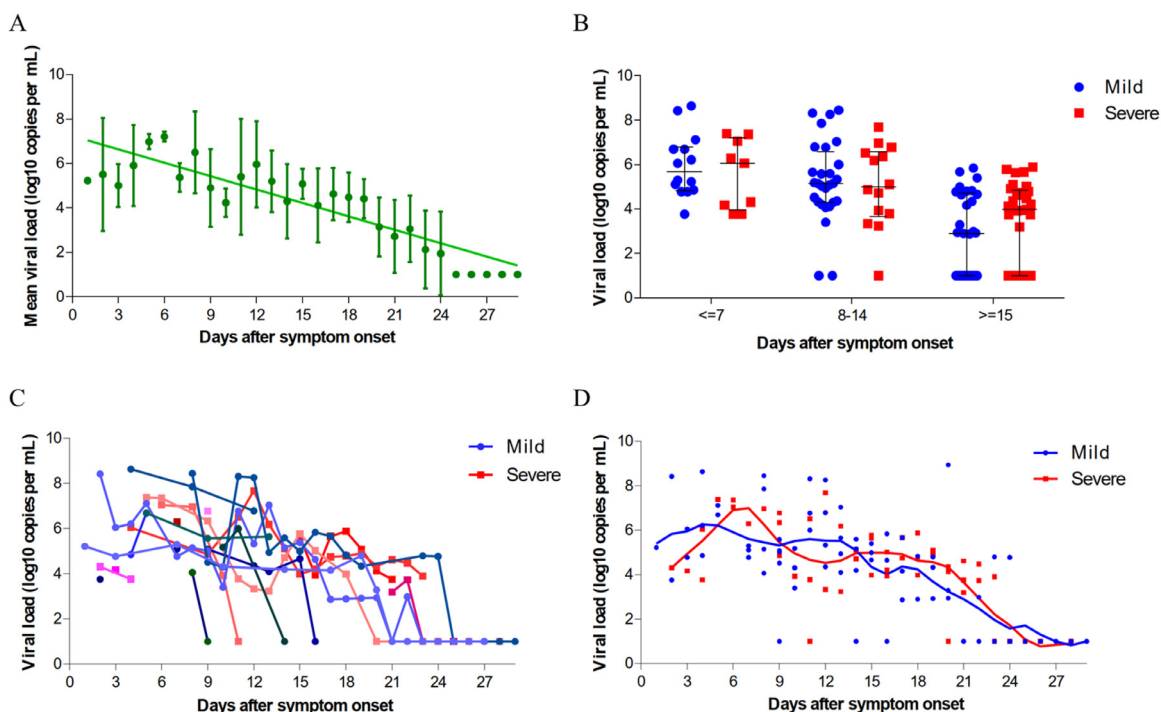 A
Mean viral load (log10 copies per mL)
10
8
6
4
2
0
0 3 6 9 12 15 18 21 24 27
Days after symptom onset
B
Viral load (log10 copies per mL)
10
8
6
4
2
0
Mild
Severe
<=7 8-14 >=15
Days after symptom onset
C
Viral load (log10 copies per mL)
10
8
6
4
2
0
Mild
Severe
0 3 6 9 12 15 18 21 24 27
Days after symptom onset
D
Viral load (log10 copies per mL)
10
8
6
4
2
0
Mild
Severe
0 3 6 9 12 15 18 21 24 27
Days after symptom onset